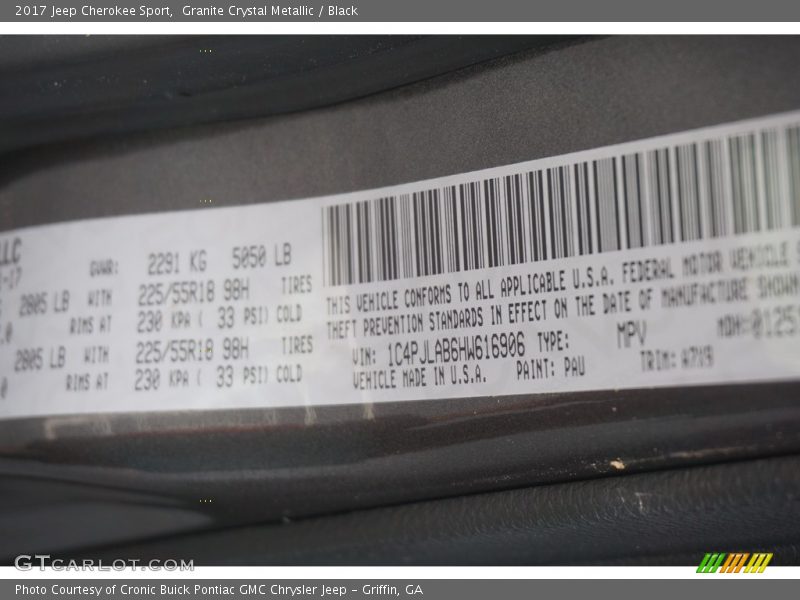 2017 Jeep Cherokee Sport, Granite Crystal Metallic / Black
LLC
-17
GVWR: 2291 KG 5050 LB
2805 LB WITH 225/55R18 98H TIRES
RIMS AT 230 KPA ( 33 PSI) COLD
2805 LB WITH 225/55R18 98H TIRES
RIMS AT 230 KPA ( 33 PSI) COLD
THIS VEHICLE CONFORMS TO ALL APPLICABLE U.S.A. FEDERAL MOTOR VEHICLE
THEFT PREVENTION STANDARDS IN EFFECT ON THE DATE OF MANUFACTURE SHOWN
VIN: 1C4PJLAB6HW616906 TYPE: MPV MDH:01251
VEHICLE MADE IN U.S.A. PAINT: PAU TRIM:
GTCARLOT.COM
Photo Courtesy of Cronic Buick Pontiac GMC Chrysler Jeep - Griffin, GA